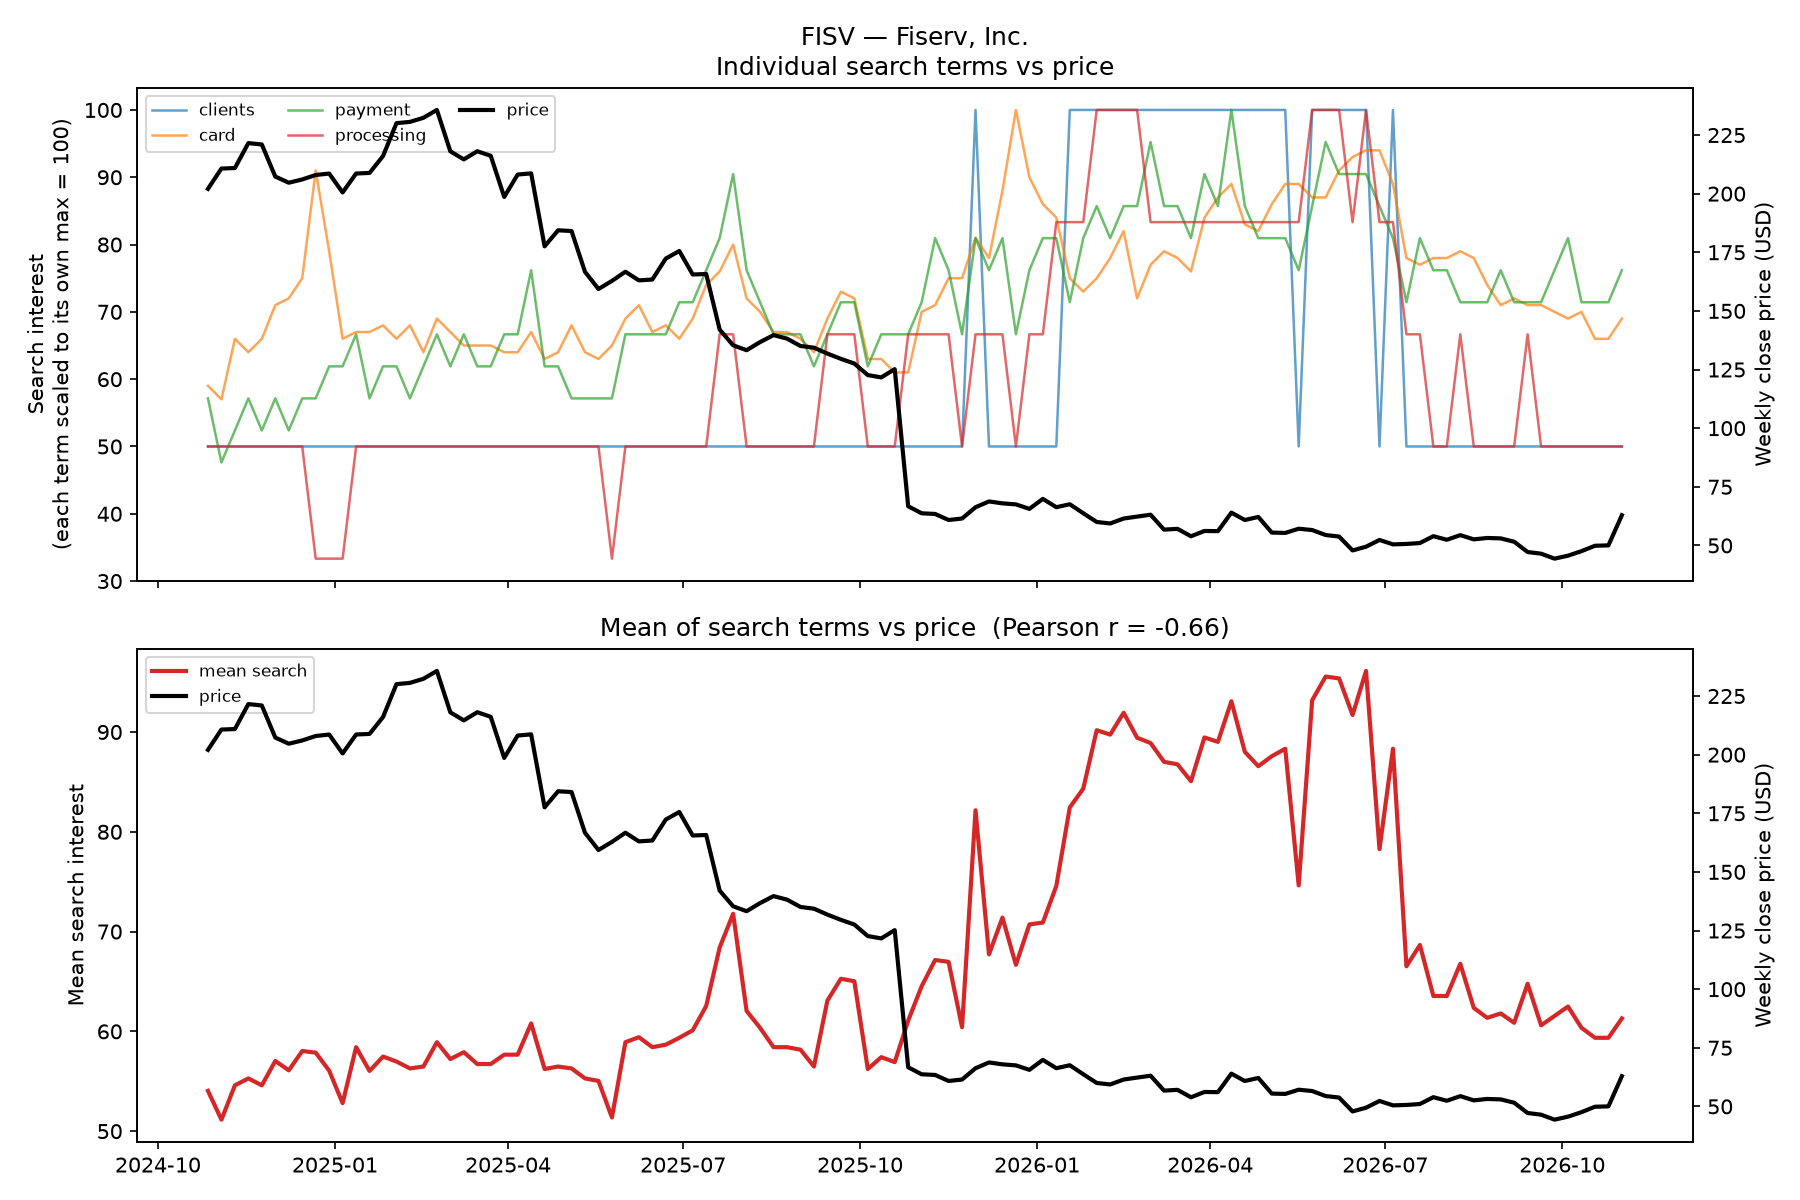 FISV — Fiserv, Inc.
Individual search terms vs price
clients
card
payment
processing
price
Search interest
(each term scaled to its own max = 100)
100
90
80
70
60
50
40
30
225
200
175
150
125
100
75
50
Weekly close price (USD)
Mean of search terms vs price  (Pearson r = -0.66)
mean search
price
Mean search interest
90
80
70
60
50
225
200
175
150
125
100
75
50
Weekly close price (USD)
2024-10 2025-01 2025-04 2025-07 2025-10 2026-01 2026-04 2026-07 2026-10